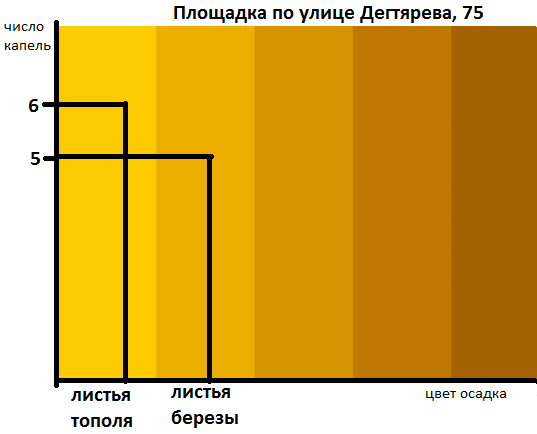 Площадка по улице Дегтярева, 75
число
капель
6
5
листья
тополя
листья
березы
цвет осадка